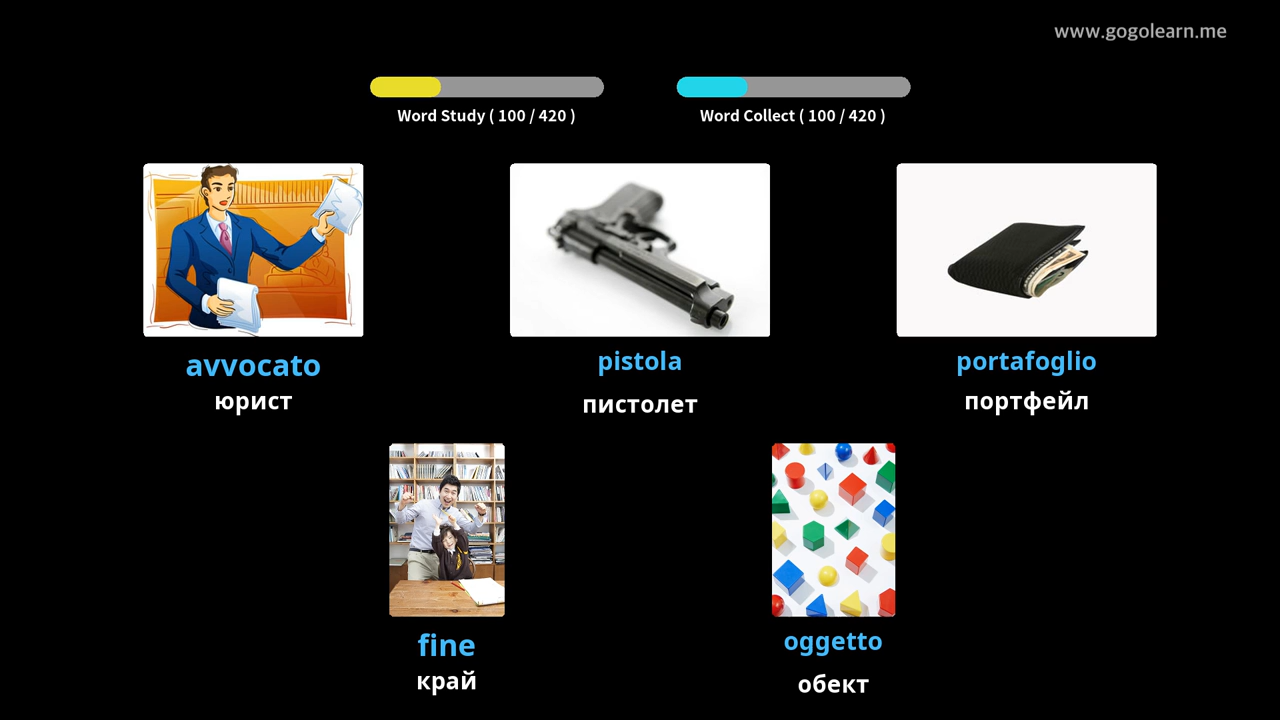 www.gogolearn.me
Word Study ( 100 / 420 )
Word Collect ( 100 / 420 )
avvocato
юрист
pistola
пистолет
portafoglio
портфейл
fine
край
oggetto
обект